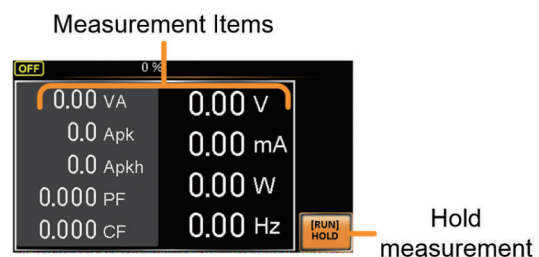 Measurement Items
OFF 0 %
0.00 VA 0.00 V
0.0 Apk 0.00 mA
0.0 Apkh 0.00 W
0.000 PF 0.00 Hz
0.000 CF
[RUN]
HOLD
Hold
measurement